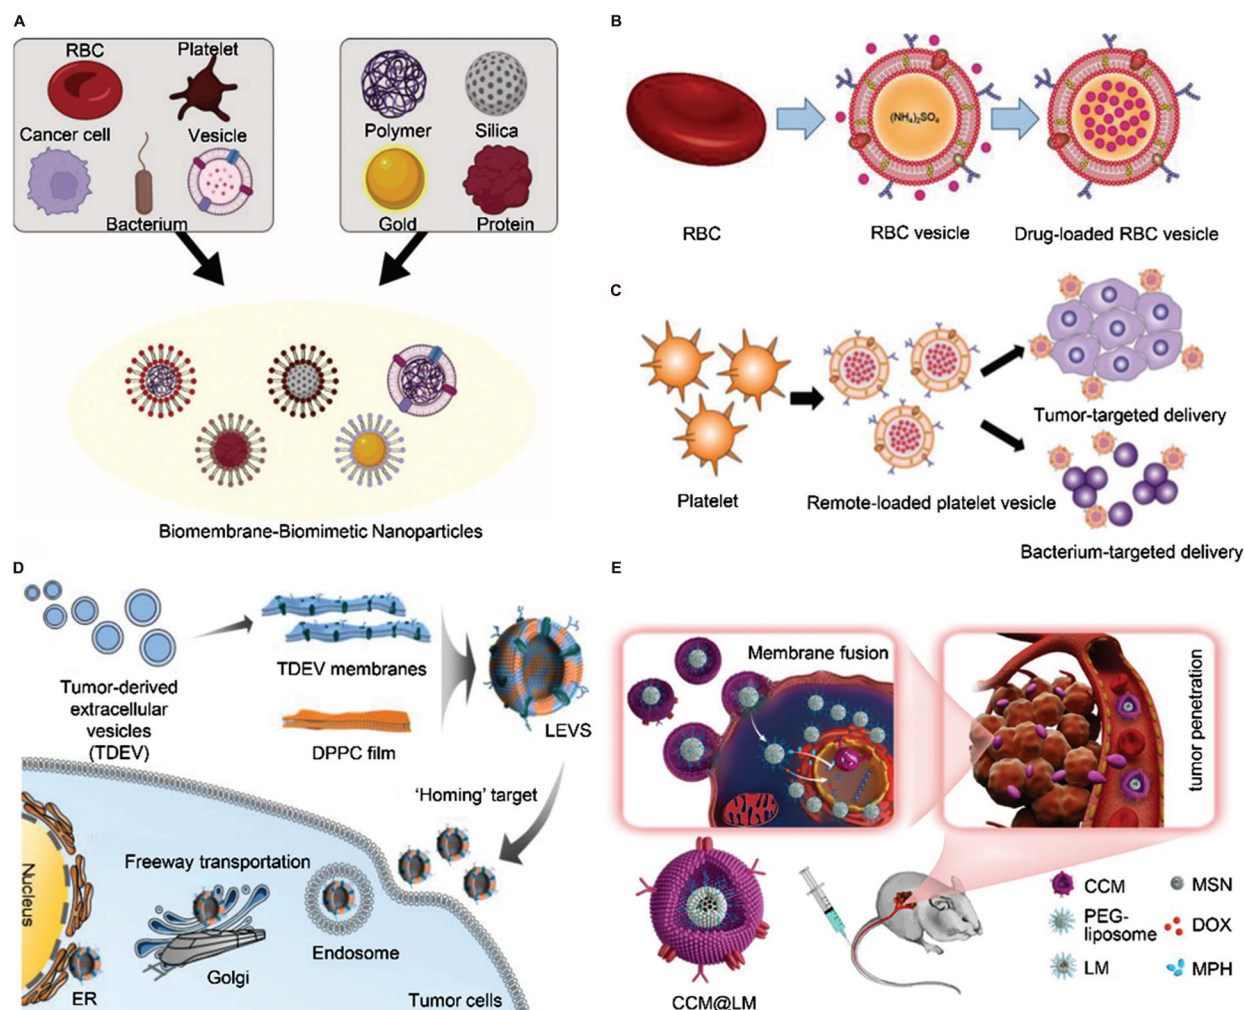 A
RBC
Platelet
Cancer cell
Vesicle
Bacterium
Polymer
Silica
Gold
Protein
Biomembrane-Biomimetic Nanoparticles
B
(NH₄)₂SO₄
RBC
RBC vesicle
Drug-loaded RBC vesicle
C
Platelet
Remote-loaded platelet vesicle
Tumor-targeted delivery
Bacterium-targeted delivery
D
Tumor-derived
extracellular
vesicles
(TDEV)
TDEV membranes
DPPC film
LEVS
'Homing' target
Freeway transportation
Nucleus
ER
Golgi
Endosome
Tumor cells
E
Membrane fusion
tumor penetration
CCM@LM
CCM
MSN
PEG-
liposome
DOX
LM
MPH